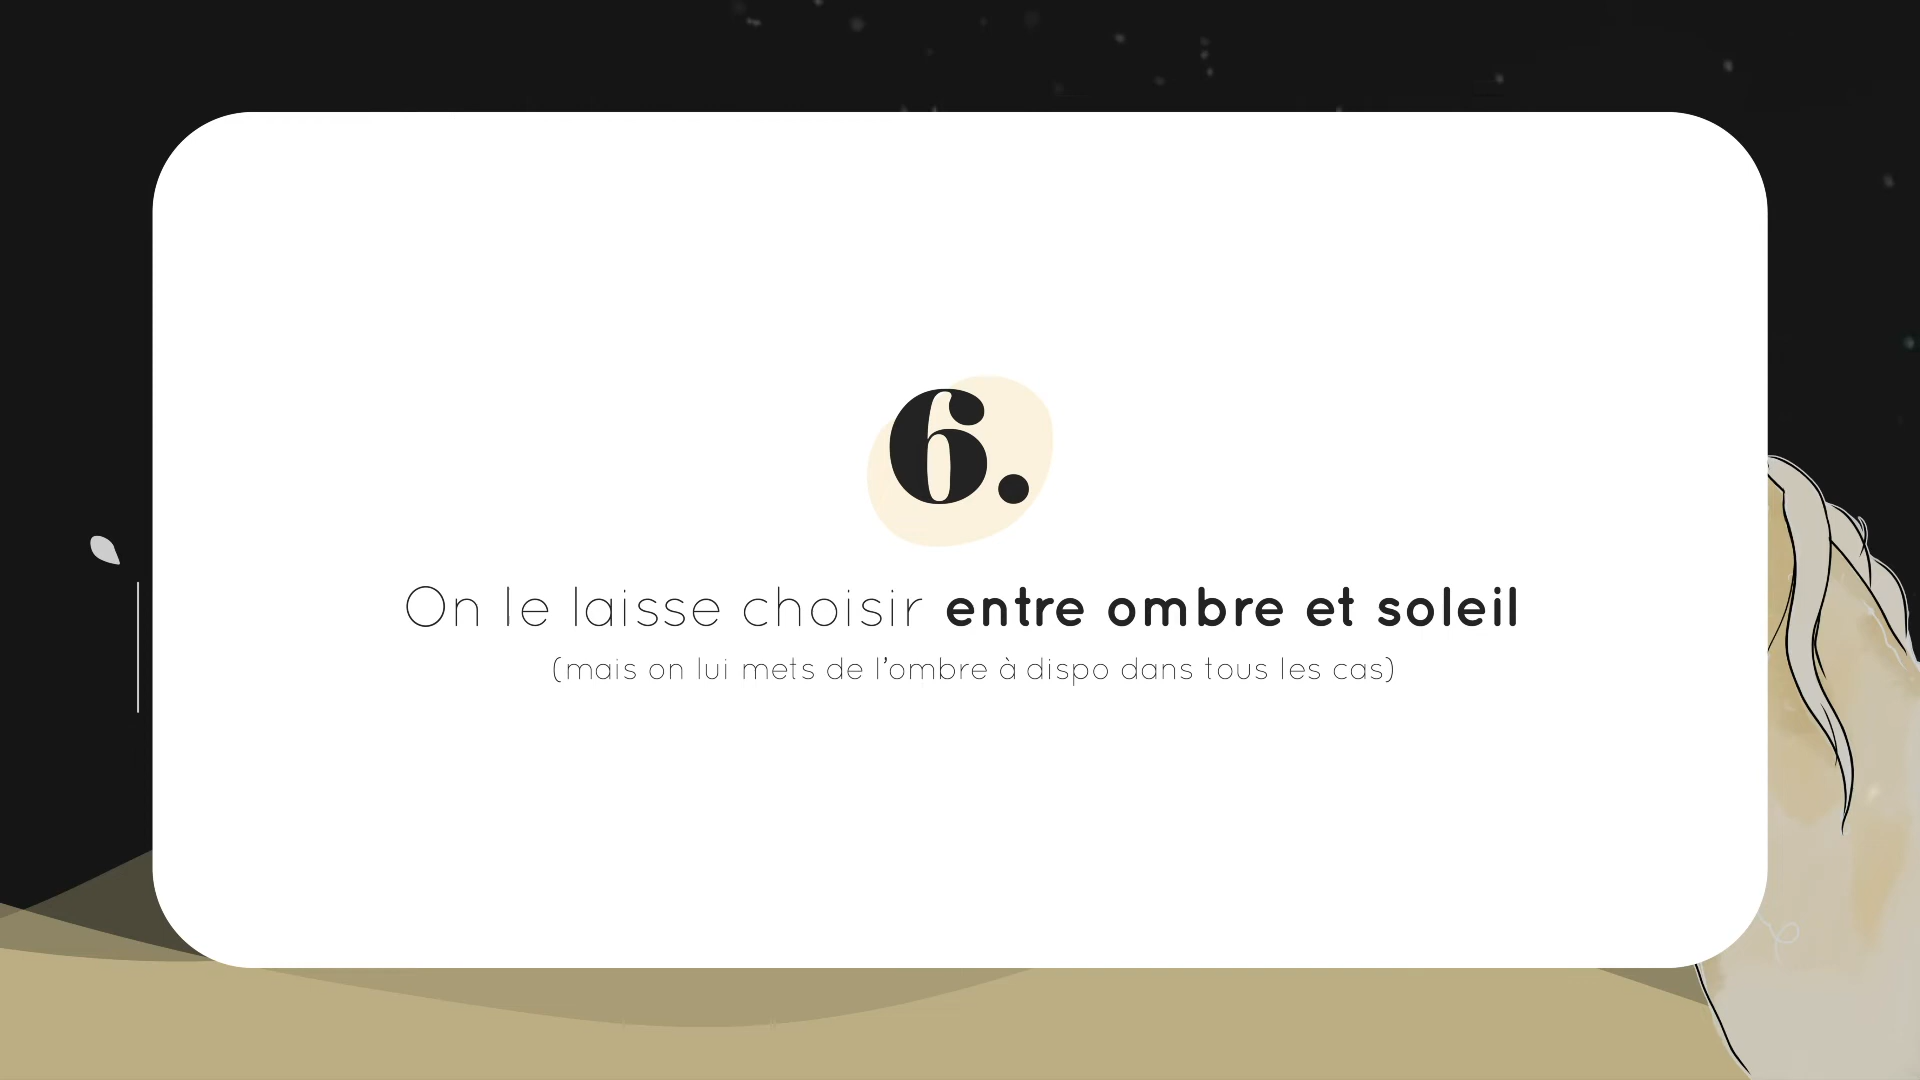 6.
On le laisse choisir entre ombre et soleil
(mais on lui mets de l'ombre à dispo dans tous les cas)